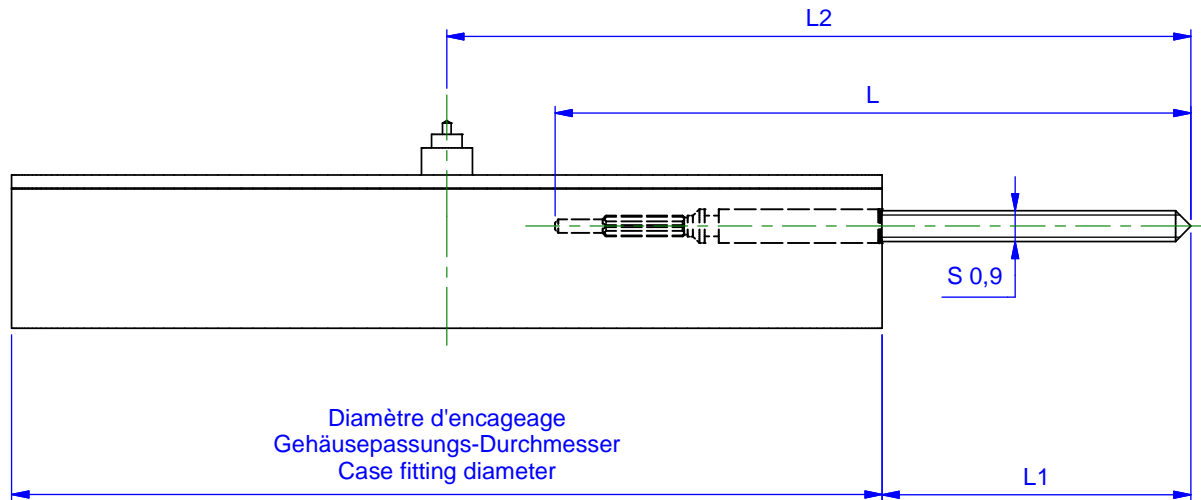 L2
L
S 0,9
Diamètre d'encageage
Gehäusepassungs-Durchmesser
Case fitting diameter
L1